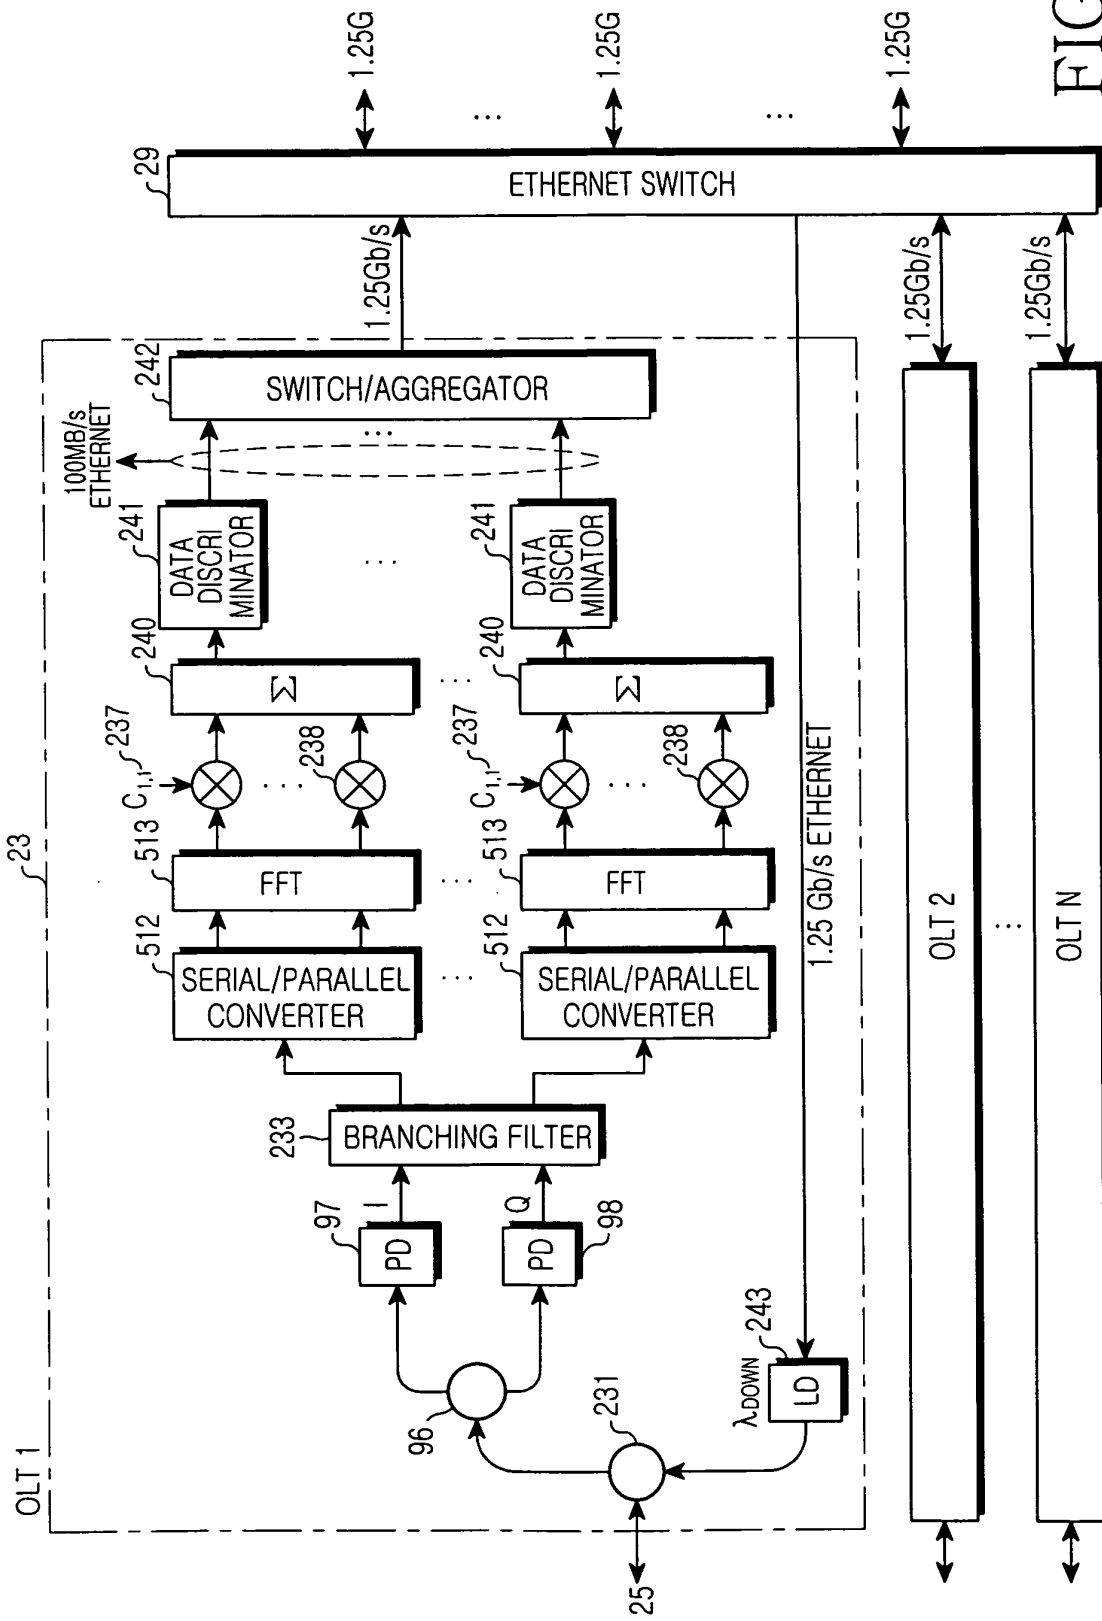 OLT 1
23
25
231
96
λDOWN
243
LD
97
PD
I
98
PD
Q
233
BRANCHING FILTER
512
SERIAL/PARALLEL
CONVERTER
...
512
SERIAL/PARALLEL
CONVERTER
513
FFT
...
513
FFT
C1,1
237
...
238
C1,1
237
...
238
240
Σ
...
240
Σ
241
DATA
DISCRI
MINATOR
...
241
DATA
DISCRI
MINATOR
100MB/s
ETHERNET
...
242
SWITCH/AGGREGATOR
1.25Gb/s
1.25 Gb/s ETHERNET
29
ETHERNET SWITCH
1.25G
...
1.25G
...
1.25G
OLT 2
1.25Gb/s
...
OLT N
1.25Gb/s
FIG